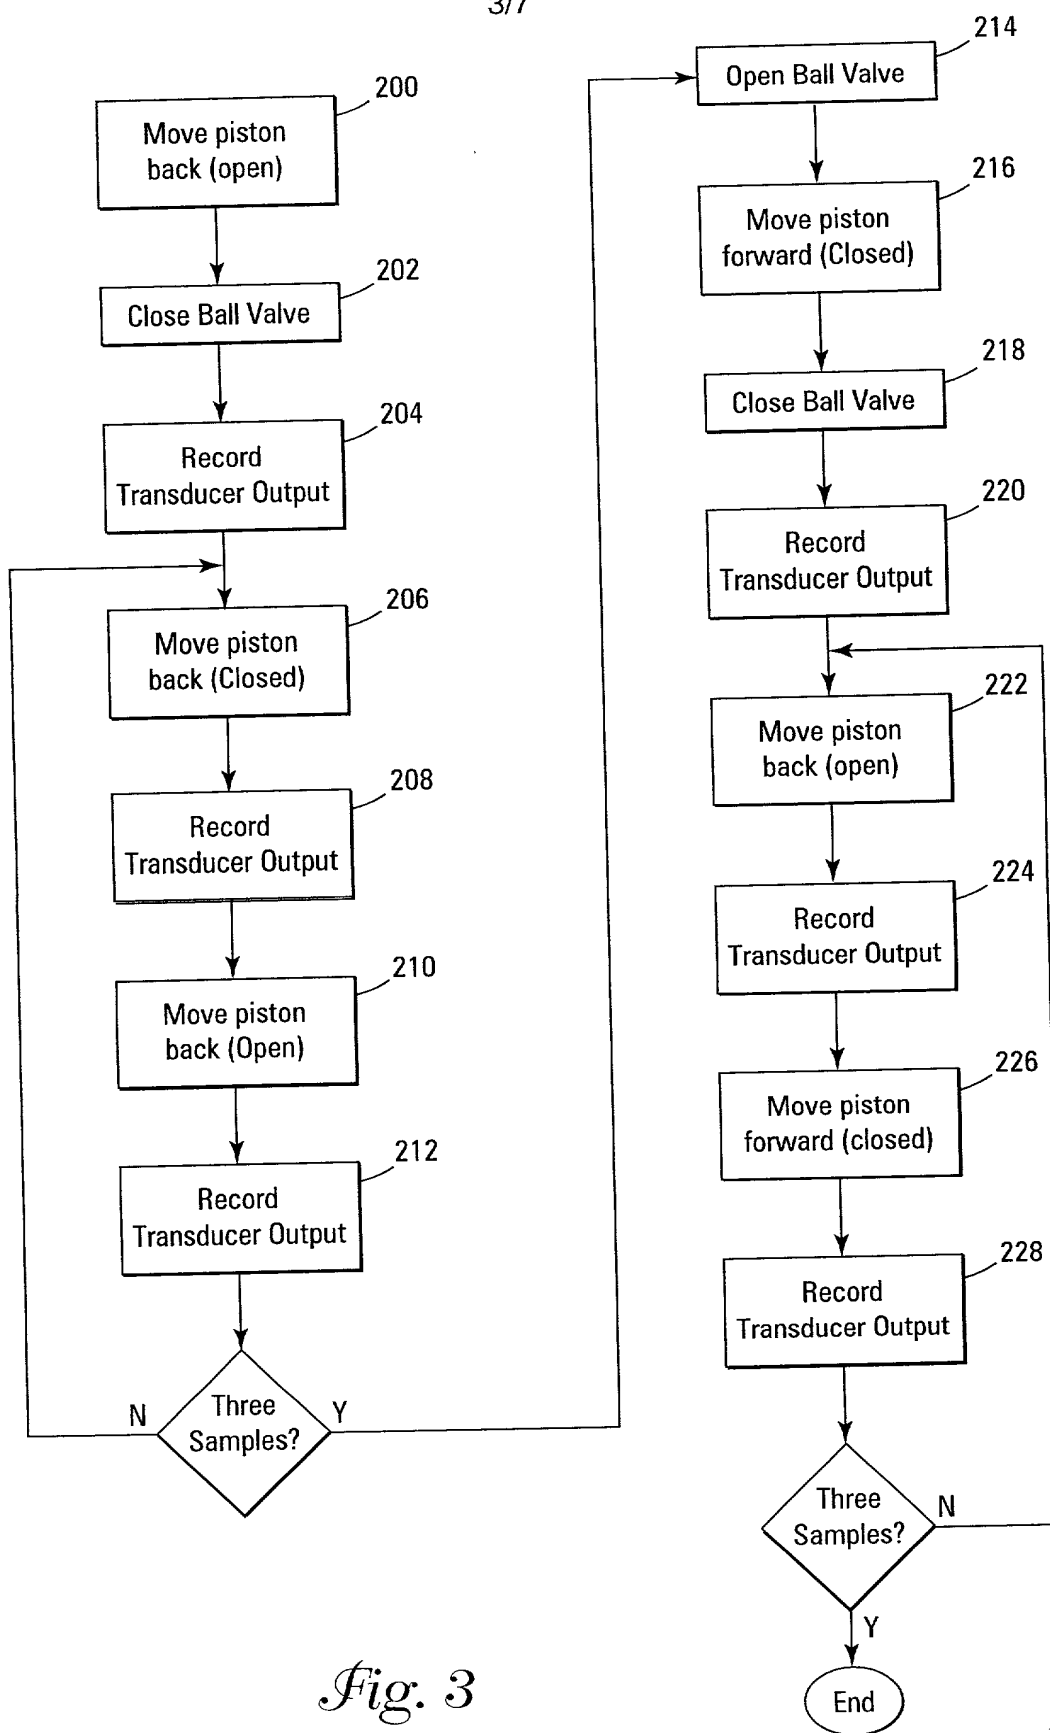 3/7
200
Move piston
back (open)
202
Close Ball Valve
204
Record
Transducer Output
206
Move piston
back (Closed)
208
Record
Transducer Output
210
Move piston
back (Open)
212
Record
Transducer Output
Three
Samples?
N
Y
214
Open Ball Valve
216
Move piston
forward (Closed)
218
Close Ball Valve
220
Record
Transducer Output
222
Move piston
back (open)
224
Record
Transducer Output
226
Move piston
forward (closed)
228
Record
Transducer Output
Three
Samples?
N
Y
End
Fig. 3